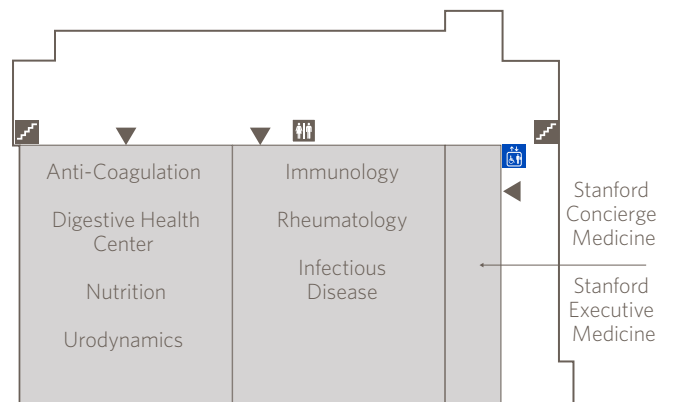 Anti-Coagulation
Digestive Health
Center
Nutrition
Urodynamics
Immunology
Rheumatology
Infectious
Disease
Stanford
Concierge
Medicine
Stanford
Executive
Medicine